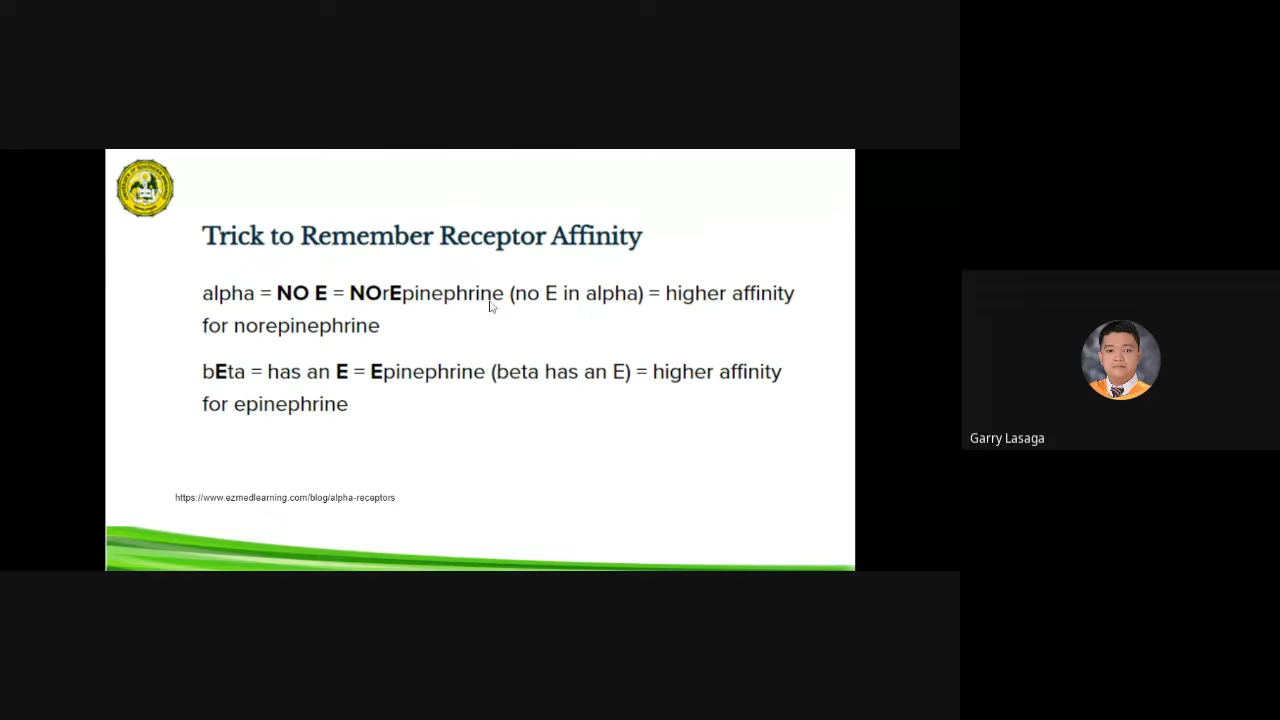 Trick to Remember Receptor Affinity
alpha = NO E = NOrEpinephrine (no E in alpha) = higher affinity
for norepinephrine
bEta = has an E = Epinephrine (beta has an E) = higher affinity
for epinephrine
https://www.ezmedlearning.com/blog/alpha-receptors
Garry Lasaga